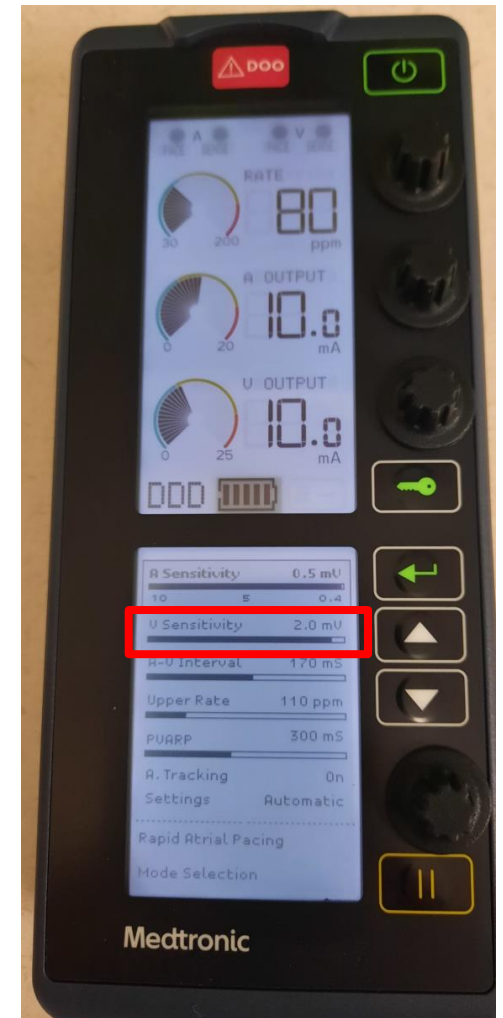 DOO
A V
PACE SENSE PACE SENSE
RATE
80
30 200 ppm
A OUTPUT
10.0
0 20 mA
V OUTPUT
10.0
0 25 mA
DDD
A Sensitivity 0.5 mV
10 5 0.4
V Sensitivity 2.0 mV
A-V Interval 170 mS
Upper Rate 110 ppm
PVARP 300 mS
A. Tracking On
Settings Automatic
Rapid Atrial Pacing
Mode Selection
Medtronic